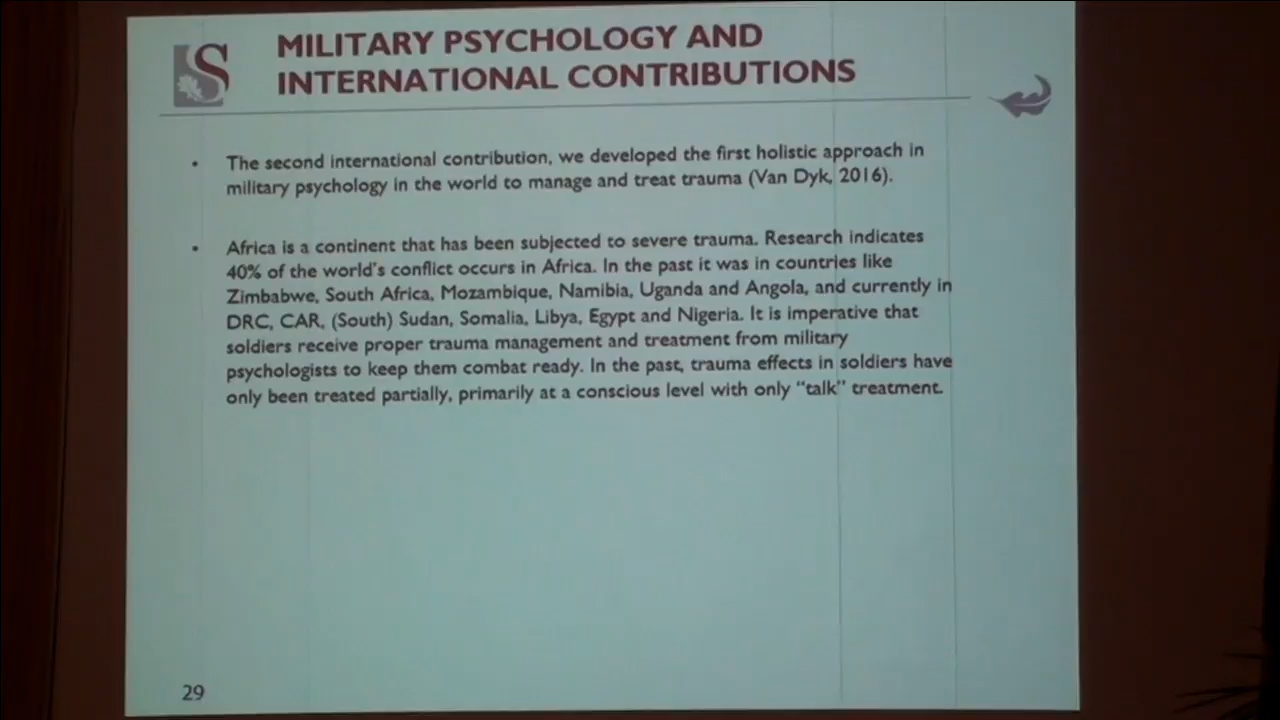 S
MILITARY PSYCHOLOGY AND
INTERNATIONAL CONTRIBUTIONS
• The second international contribution, we developed the first holistic approach in
military psychology in the world to manage and treat trauma (Van Dyk, 2016).
• Africa is a continent that has been subjected to severe trauma. Research indicates
40% of the world's conflict occurs in Africa. In the past it was in countries like
Zimbabwe, South Africa, Mozambique, Namibia, Uganda and Angola, and currently in
DRC, CAR, (South) Sudan, Somalia, Libya, Egypt and Nigeria. It is imperative that
soldiers receive proper trauma management and treatment from military
psychologists to keep them combat ready. In the past, trauma effects in soldiers have
only been treated partially, primarily at a conscious level with only “talk” treatment.
29